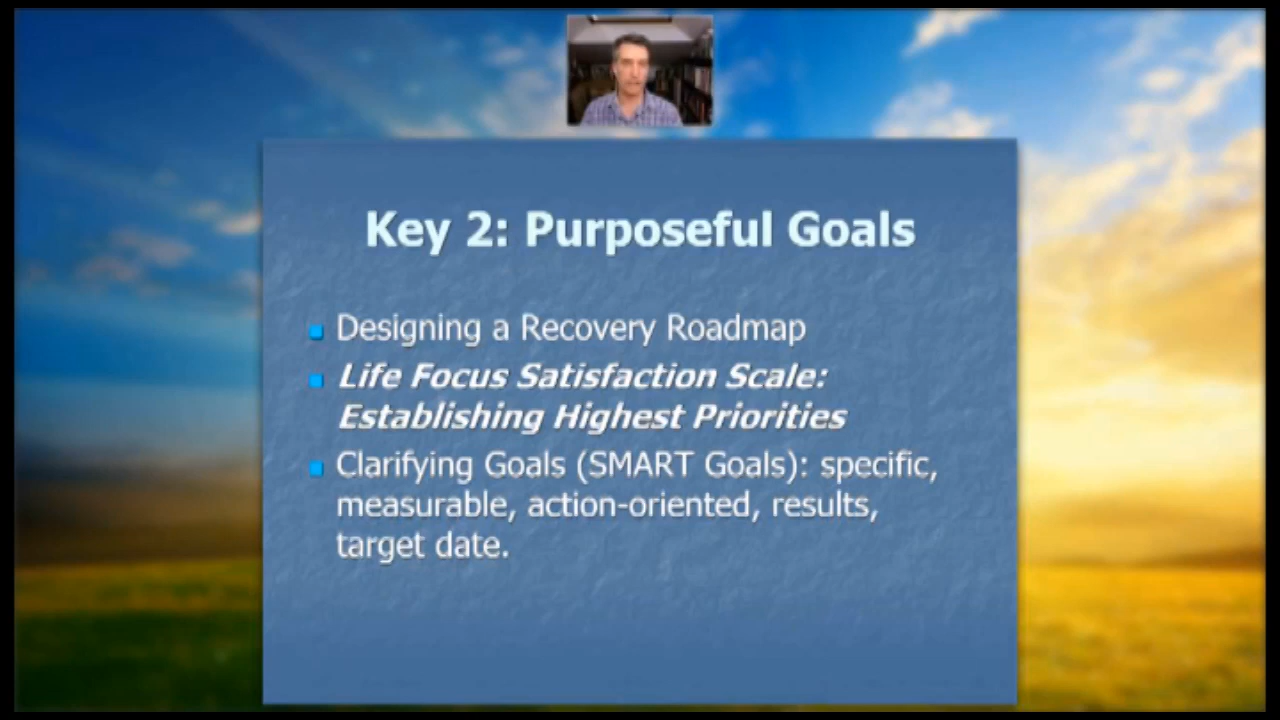 Key 2: Purposeful Goals
Designing a Recovery Roadmap
Life Focus Satisfaction Scale:
Establishing Highest Priorities
Clarifying Goals (SMART Goals): specific,
measurable, action-oriented, results,
target date.